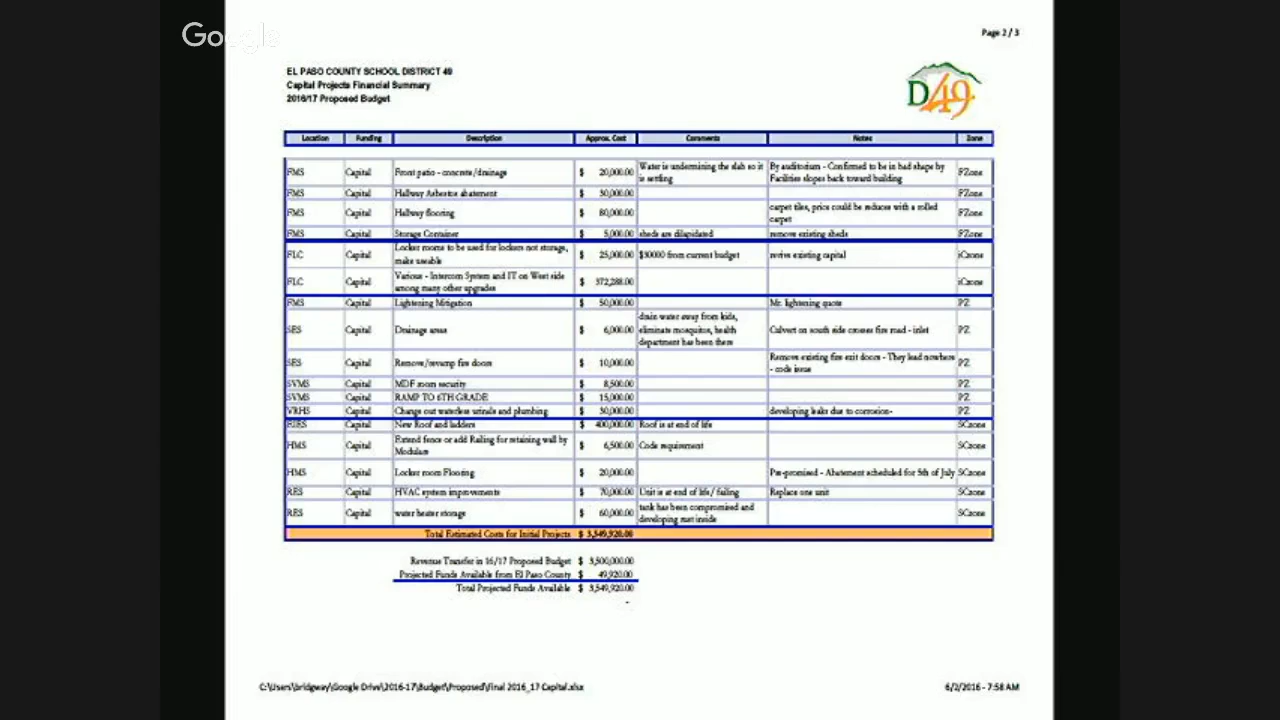 Google
Page 2 / 3
EL PASO COUNTY SCHOOL DISTRICT 49
Capital Projects Financial Summary
2016/17 Proposed Budget
D49
Location Funding Description Approx. Cost Comments Notes Zone
FMS Capital Front patio - concrete/drainage $ 20,000.00 Water is undermining the slab so it is settling By auditorium - Confirmed to be in bad shape by Facilities slopes back toward building FZone
FMS Capital Hallway Asbestos abatement $ 30,000.00 FZone
FMS Capital Hallway flooring $ 80,000.00 carpet tiles, price could be reduces with a rolled carpet FZone
FMS Capital Storage Container $ 5,000.00 sheds are dilapidated remove existing sheds FZone
FLC Capital Locker rooms to be used for lockers not storage, make useable $ 25,000.00 $30000 from current budget revive existing capital iCzone
FLC Capital Various - Intercom System and IT on West side among many other upgrades $ 372,288.00 iCzone
FMS Capital Lightening Mitigation $ 50,000.00 Mr. lightening quote PZ
SES Capital Drainage areas $ 6,000.00 drain water away from kids, eliminate mosquitos, health department has been there Culvert on south side crosses fire road - inlet PZ
SES Capital Remove/revamp fire doors $ 10,000.00 Remove existing fire exit doors - They lead nowhere - code issue PZ
SVMS Capital MDF room security $ 8,500.00 PZ
SVMS Capital RAMP TO 6TH GRADE $ 15,000.00 PZ
VRHS Capital Change out waterless urinals and plumbing $ 30,000.00 developing leaks due to corrosion- PZ
Capital New Roof and ladders $ 400,000.00 Roof is at end of life SCzone
HMS Capital Extend fence or add Railing for retaining wall by Modulars $ 6,500.00 Code requirement SCzone
HMS Capital Locker room Flooring $ 20,000.00 Pre-promised - Abatement scheduled for 5th of July SCzone
RES Capital HVAC system improvements $ 70,000.00 Unit is at end of life/ failing Replace one unit SCzone
RES Capital water heater storage $ 60,000.00 tank has been compromised and developing rust inside SCzone
Total Estimated Costs for Initial Projects $ 3,549,920.00
Revenue Transfer in 16/17 Proposed Budget $ 3,500,000.00
Projected Funds Available from El Paso County $ 49,920.00
Total Projected Funds Available $ 3,549,920.00
C:\Users\bridgway\Google Drive\2016-17\Budget\Proposed\final 2016_17 Capital.xlsx
6/2/2016 - 7:58 AM